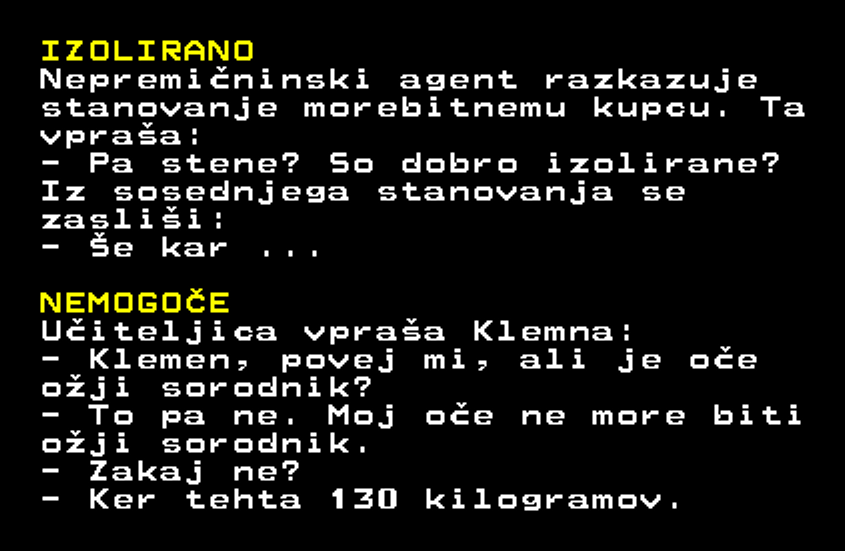 IZOLIRANO
Nepremičninski agent razkazuje
stanovanje morebitnemu kupcu. Ta
vpraša:
- Pa stene? So dobro izolirane?
Iz sosednjega stanovanja se
zasliši:
- Še kar ...
NEMOGOČE
Učiteljica vpraša Klemna:
- Klemen, povej mi, ali je oče
ožji sorodnik?
- To pa ne. Moj oče ne more biti
ožji sorodnik.
- Zakaj ne?
- Ker tehta 130 kilogramov.